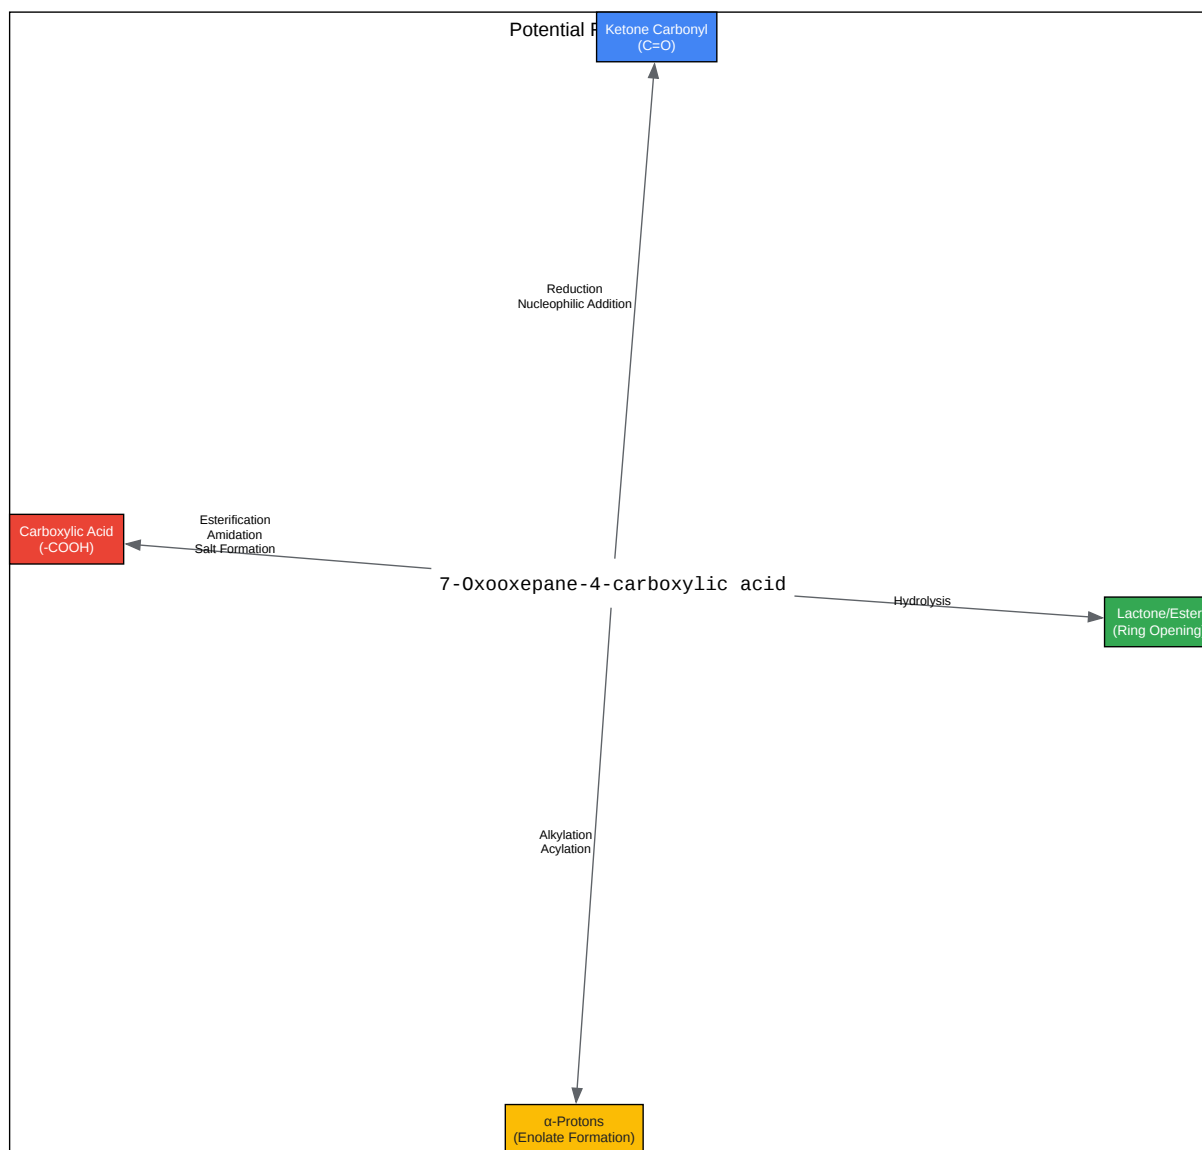 Potential
Ketone Carbonyl
(C=O)
Reduction
Nucleophilic Addition
Carboxylic Acid
(-COOH)
Esterification
Amidation
Salt Formation
7-Oxooxepane-4-carboxylic acid
Hydrolysis
Lactone/Ester
(Ring Opening
Alkylation
Acylation
α-Protons
(Enolate Formation)